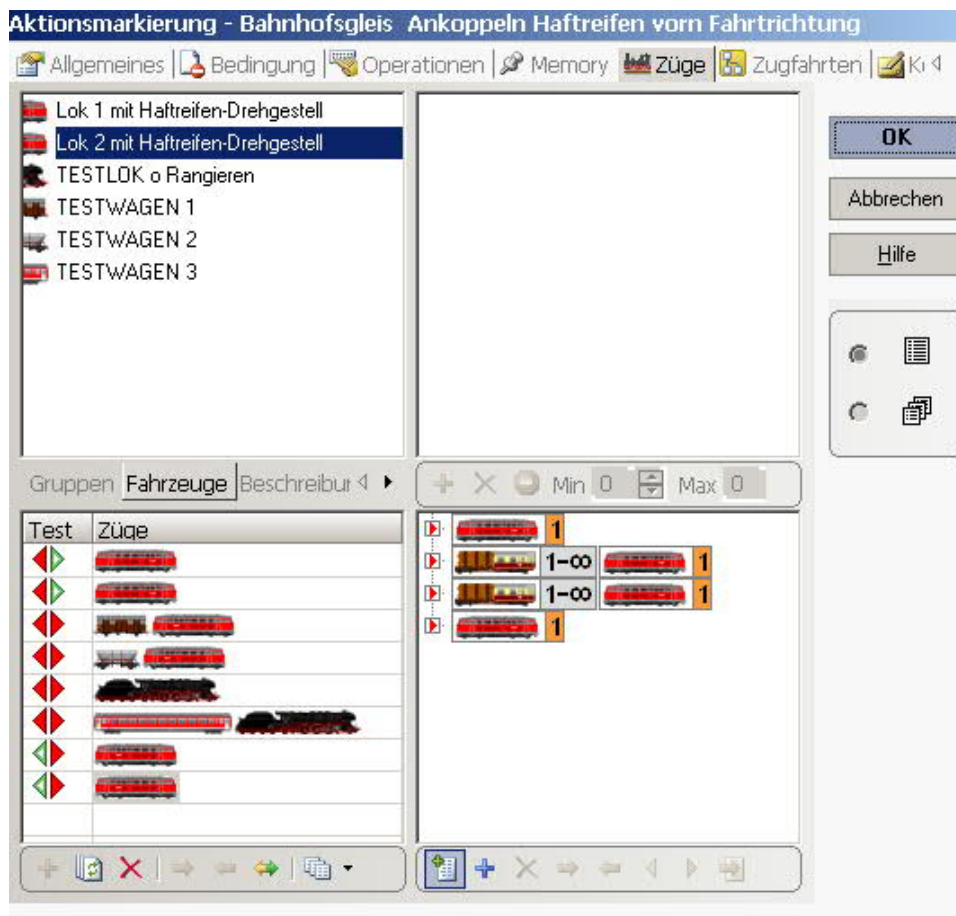 Aktionsmarkierung - Bahnhofsgleis Ankoppeln Haftreifen vorn Fahrtrichtung
Allgemeines Bedingung Operationen Memory Züge Zugfahrten
Lok 1 mit Haftreifen-Drehgestell
Lok 2 mit Haftreifen-Drehgestell
TESTLOK o Rangieren
TESTWAGEN 1
TESTWAGEN 2
TESTWAGEN 3
OK
Abbrechen
Hilfe
Gruppen Fahrzeuge Beschreibur
Min 0 Max 0
Test Züge
1
1-∞ 1
1-∞ 1
1